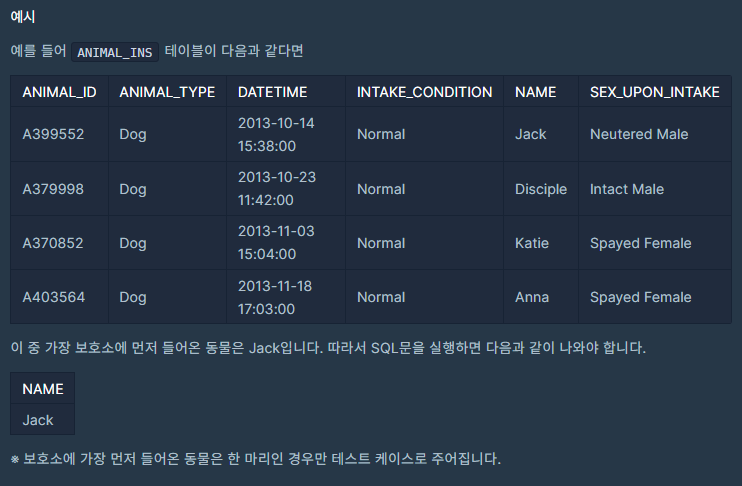 예시
예를 들어 ANIMAL_INS 테이블이 다음과 같다면
ANIMAL_ID ANIMAL_TYPE DATETIME INTAKE_CONDITION NAME SEX_UPON_INTAKE
A399552 Dog 2013-10-14 15:38:00 Normal Jack Neutered Male
A379998 Dog 2013-10-23 11:42:00 Normal Disciple Intact Male
A370852 Dog 2013-11-03 15:04:00 Normal Katie Spayed Female
A403564 Dog 2013-11-18 17:03:00 Normal Anna Spayed Female
이 중 가장 보호소에 먼저 들어온 동물은 Jack입니다. 따라서 SQL문을 실행하면 다음과 같이 나와야 합니다.
NAME
Jack
※ 보호소에 가장 먼저 들어온 동물은 한 마리인 경우만 테스트 케이스로 주어집니다.